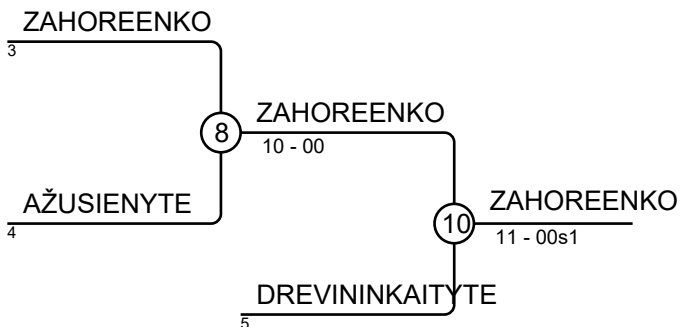 ZAHOREENKO
3
8
ZAHOREENKO
10 - 00
AŽUSIENYTE
4
10
ZAHOREENKO
11 - 00s1
DREVININKAITYTE
5